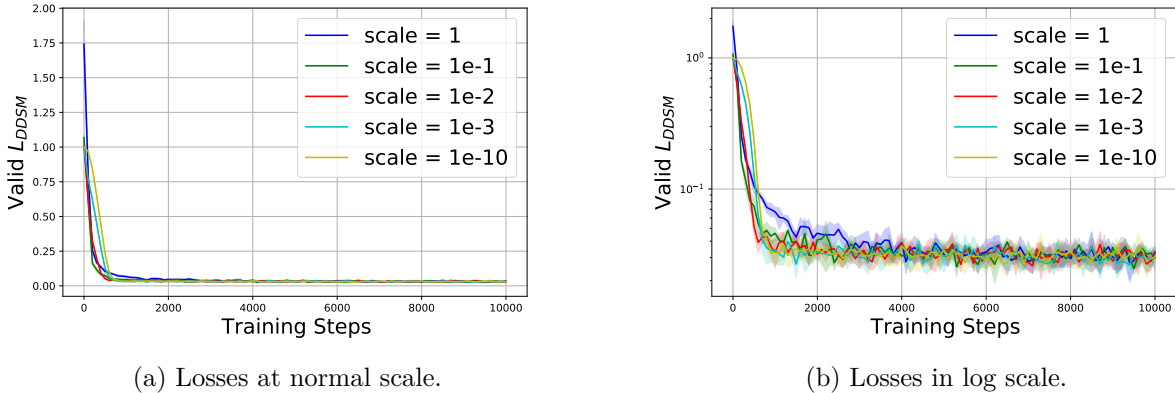 2.00
1.75
1.50
1.25
1.00
0.75
0.50
0.25
0.00
Valid L_DDSM
scale = 1
scale = 1e-1
scale = 1e-2
scale = 1e-3
scale = 1e-10
0 2000 4000 6000 8000 10000
Training Steps
(a) Losses at normal scale.
10⁰
10⁻¹
Valid L_DDSM
scale = 1
scale = 1e-1
scale = 1e-2
scale = 1e-3
scale = 1e-10
0 2000 4000 6000 8000 10000
Training Steps
(b) Losses in log scale.